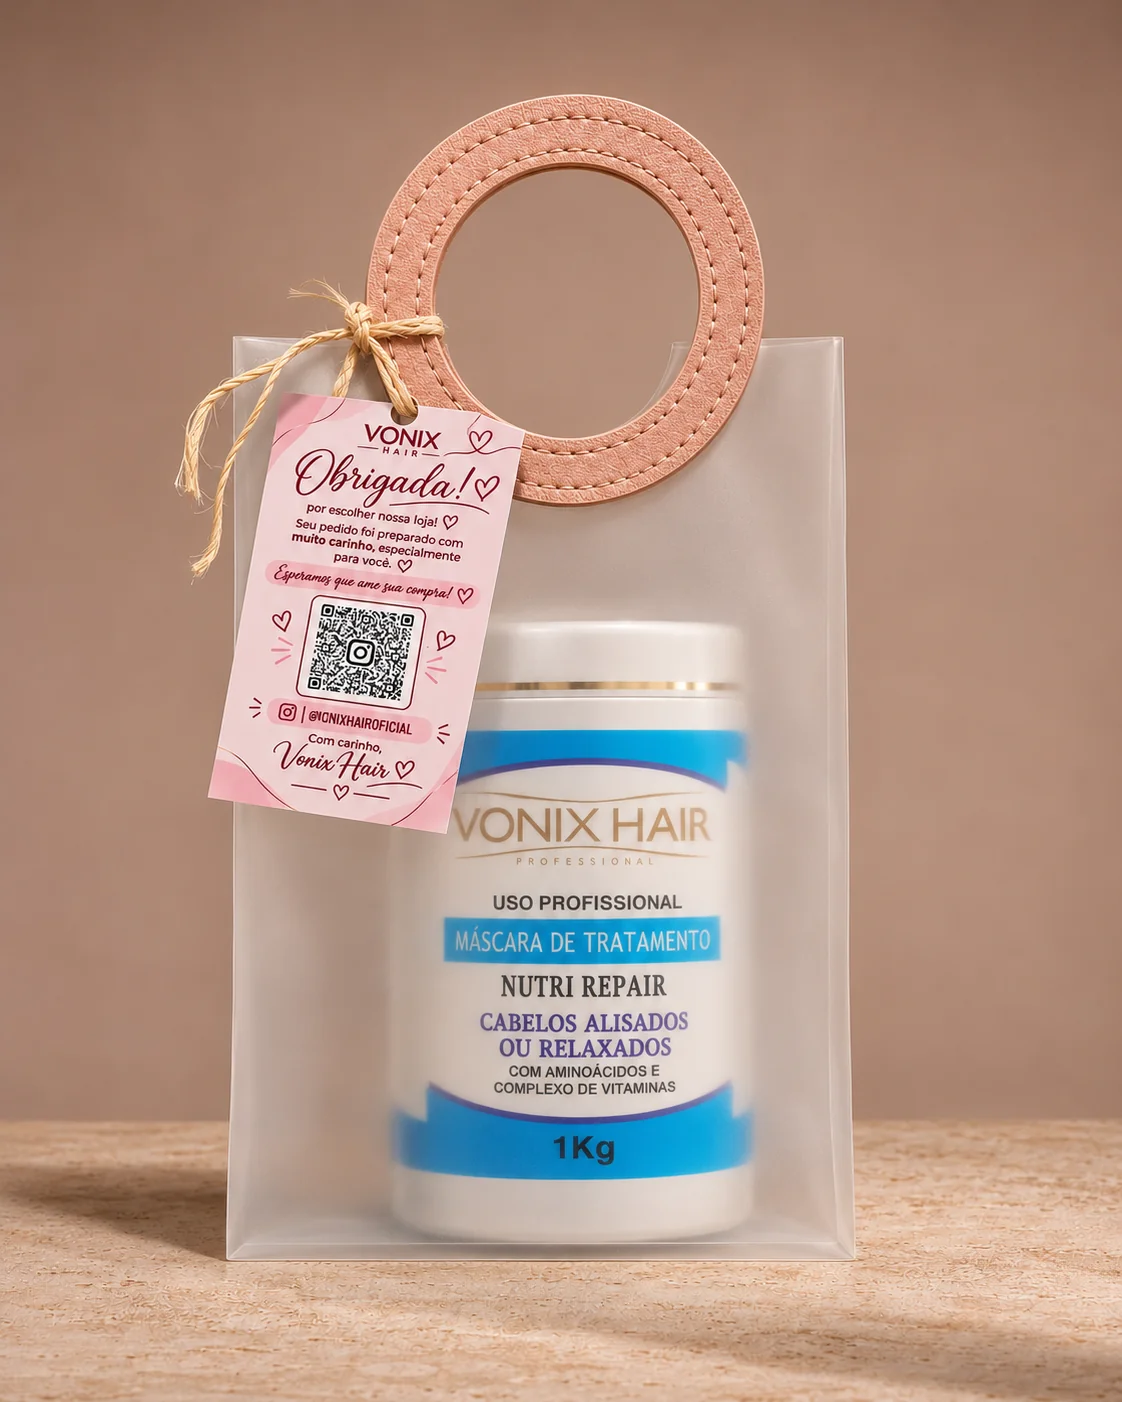 VONIX
HAIR
Obrigada!
por escolher nossa loja!
Seu pedido foi preparado com
muito carinho, especialmente
para você.
Esperamos que ame sua compra!
@VONIXHAIROFICIAL
Com carinho,
Vonix Hair
VONIX HAIR
PROFESSIONAL
USO PROFISSIONAL
MÁSCARA DE TRATAMENTO
NUTRI REPAIR
CABELOS ALISADOS
OU RELAXADOS
COM AMINOÁCIDOS E
COMPLEXO DE VITAMINAS
1Kg